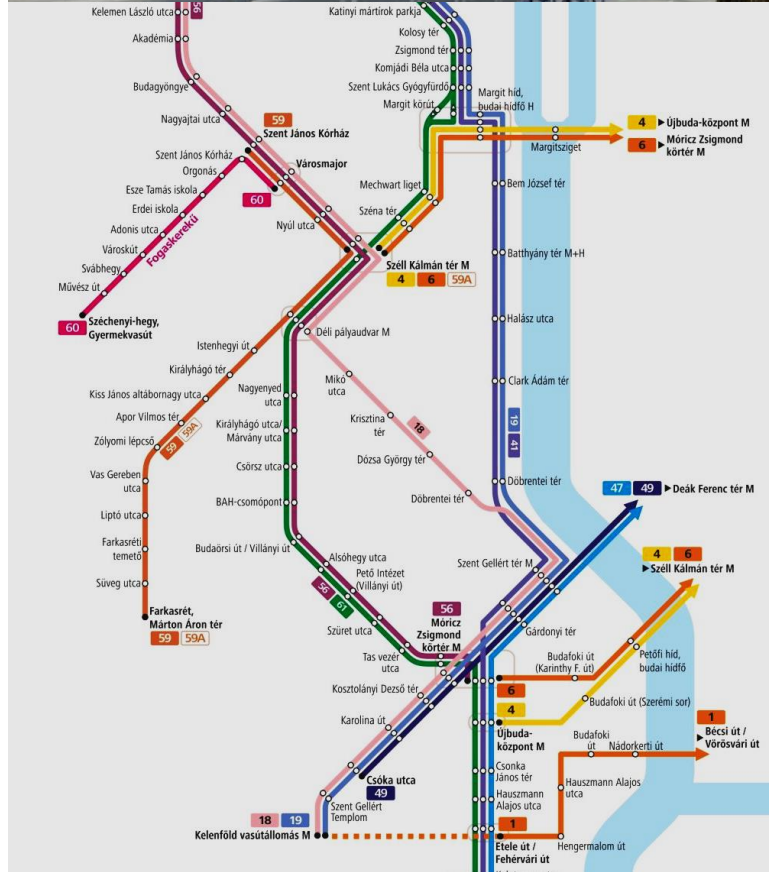 Kelemen László utca
56
Akadémia
Budagyöngye
Nagyajtai utca
59
Szent János Kórház
Szent János Kórház
Városmajor
Orgonás
Esze Tamás iskola
Erdei iskola
Adonis utca
Városkút
Svábhegy
Művész út
Fogaskerekű
60
Nyúl utca
60
Széchenyi-hegy,
Gyermekvasút
Katinyi mártírok parkja
Kolosy tér
Zsigmond tér
Komjádi Béla utca
Szent Lukács Gyógyfürdő
Margit körút
Margit híd,
budai hídfő H
4
Újbuda-központ M
6
Móricz Zsigmond
körtér M
Margitsziget
Mechwart liget
Széna tér
Széll Kálmán tér M
4 6 59A
Bem József tér
Batthyány tér M+H
Halász utca
Clark Ádám tér
19
41
Döbrentei tér
Déli pályaudvar M
Istenhegyi út
Királyhágó tér
Kiss János altábornagy utca
Apor Vilmos tér
Zólyomi lépcső
59 59A
Vas Gereben
utca
Liptó utca
Farkasréti
temető
Süveg utca
Farkasrét,
Márton Áron tér
59 59A
Nagyenyed
utca
Királyhágó utca/
Márvány utca
Csörsz utca
BAH-csomópont
Budaörsi út / Villányi út
Mikó
utca
Krisztina
tér
18
Dózsa György tér
Döbrentei tér
47 49
Deák Ferenc tér M
Alsóhegy utca
Pető Intézet
(Villányi út)
56
61
Szüret utca
Tas vezér
utca
Szent Gellért tér M
4 6
Széll Kálmán tér M
56
Móricz
Zsigmond
körtér M
Gárdonyi tér
Budafoki út
(Karinthy F. út)
Petőfi híd,
budai hídfő
6
Budafoki út (Szerémi sor)
4
Újbuda-
központ M
Kosztolányi Dezső tér
Karolina út
Csóka utca
49
Szent Gellért
Templom
18 19
Kelenföld vasútállomás M
Csonka
János tér
Hauszmann
Alajos utca
1
Etele út /
Fehérvári út
Budafoki
út
Nádorkerti út
1
Bécsi út /
Vörösvári út
Hauszmann Alajos
utca
Hengermalom út